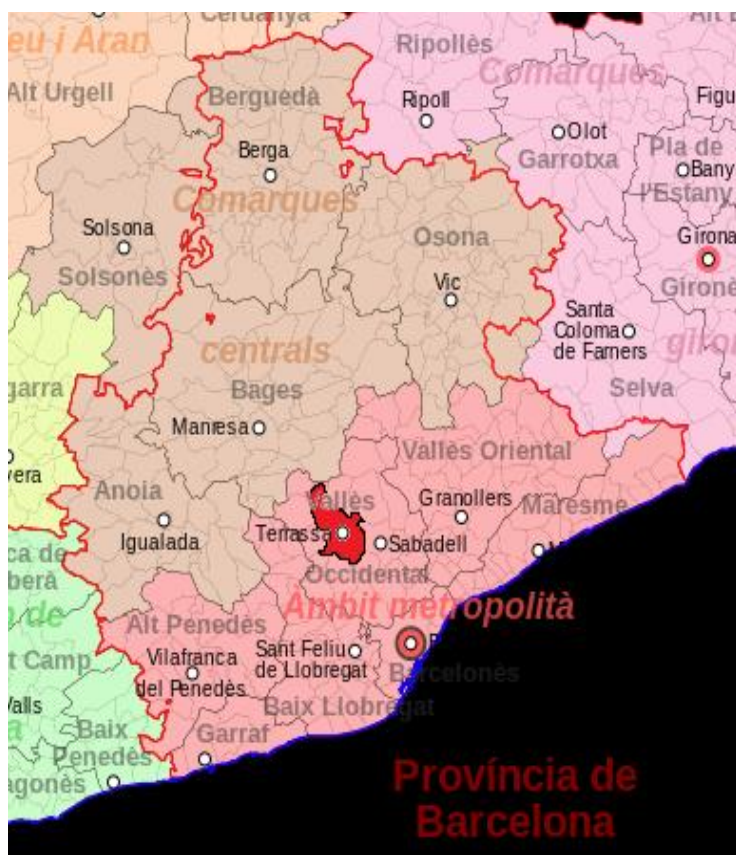 Cerdanya
eu i Aran
Ripollès
Alt Urgell
Comarques
Berguedà
Ripoll
Figu
Olot
Garrotxa
Pla de
l'Estany
Berga
Bany
Comarques
Solsona
Osona
Girona
Solsonès
Vic
Gironè
Santa
Coloma
de Farners
centrals
giron
garra
Bages
Selva
Manresa
Vallès Oriental
vera
Anoia
Vallès
Granollers
Maresme
Igualada
Terrassa
Sabadell
ca de
berà
Occidental
n de
Alt Penedès
Àmbit metropolità
t Camp
Vilafranca
del Penedès
Sant Feliu
de Llobregat
Barcelonès
Valls
Baix Llobregat
Baix
Penedès
Garraf
agonès
Província de
Barcelona